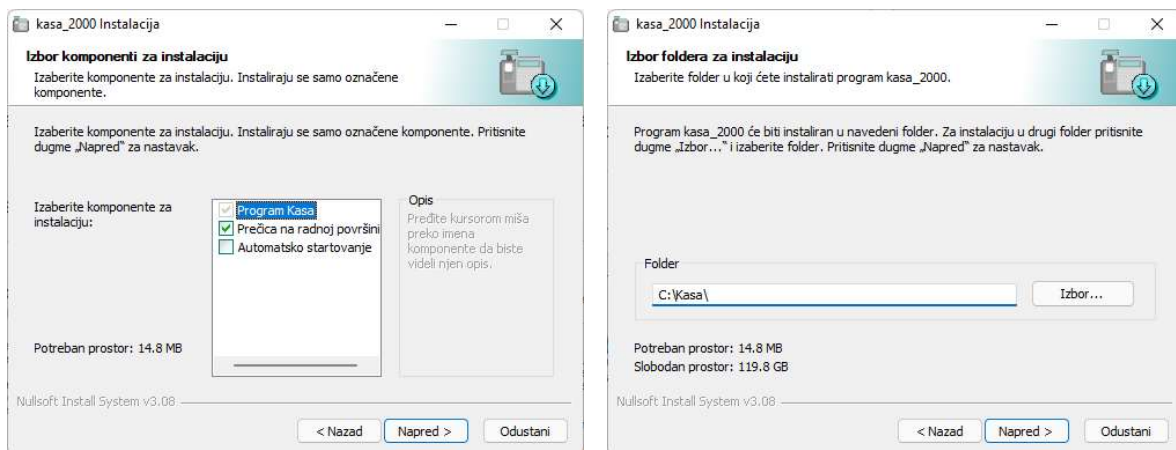 kasa_2000 Instalacija
Izbor komponenti za instalaciju
Izaberite komponente za instalaciju. Instaliraju se samo označene
komponente.
Izaberite komponente za instalaciju. Instaliraju se samo označene komponente. Pritisnite
dugme „Napred“ za nastavak.
Izaberite komponente za
instalaciju:
Program Kasa
Prečica na radnoj površini
Automatsko startovanje
Opis
Pređite kursorom miša
preko imena
komponente da biste
videli njen opis.
Potreban prostor: 14.8 MB
Nullsoft Install System v3.08
< Nazad
Napred >
Odustani
kasa_2000 Instalacija
Izbor foldera za instalaciju
Izaberite folder u koji ćete instalirati program kasa_2000.
Program kasa_2000 će biti instaliran u navedeni folder. Za instalaciju u drugi folder pritisnite
dugme „Izbor...“ i izaberite folder. Pritisnite dugme „Napred“ za nastavak.
Folder
C:\Kasa\
Izbor...
Potreban prostor: 14.8 MB
Slobodan prostor: 119.8 GB
Nullsoft Install System v3.08
< Nazad
Napred >
Odustani